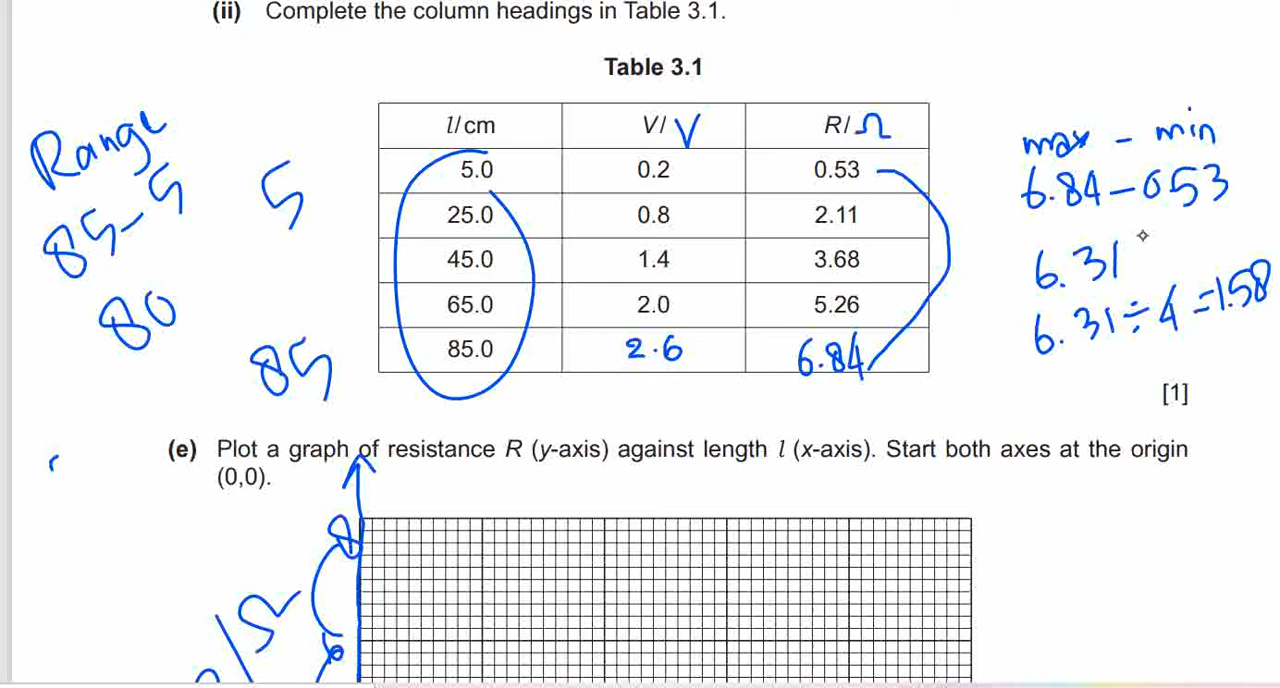 (ii) Complete the column headings in Table 3.1.
Table 3.1
l/cm V/ V R/ Ω
5.0 0.2 0.53
25.0 0.8 2.11
45.0 1.4 3.68
65.0 2.0 5.26
85.0 2.6 6.84
Range
85-5
80
5
85
max - min
6.84-053
6.31
6.31÷4=1.58
[1]
(e) Plot a graph of resistance R (y-axis) against length l (x-axis). Start both axes at the origin
(0,0).
8
6
/Ω